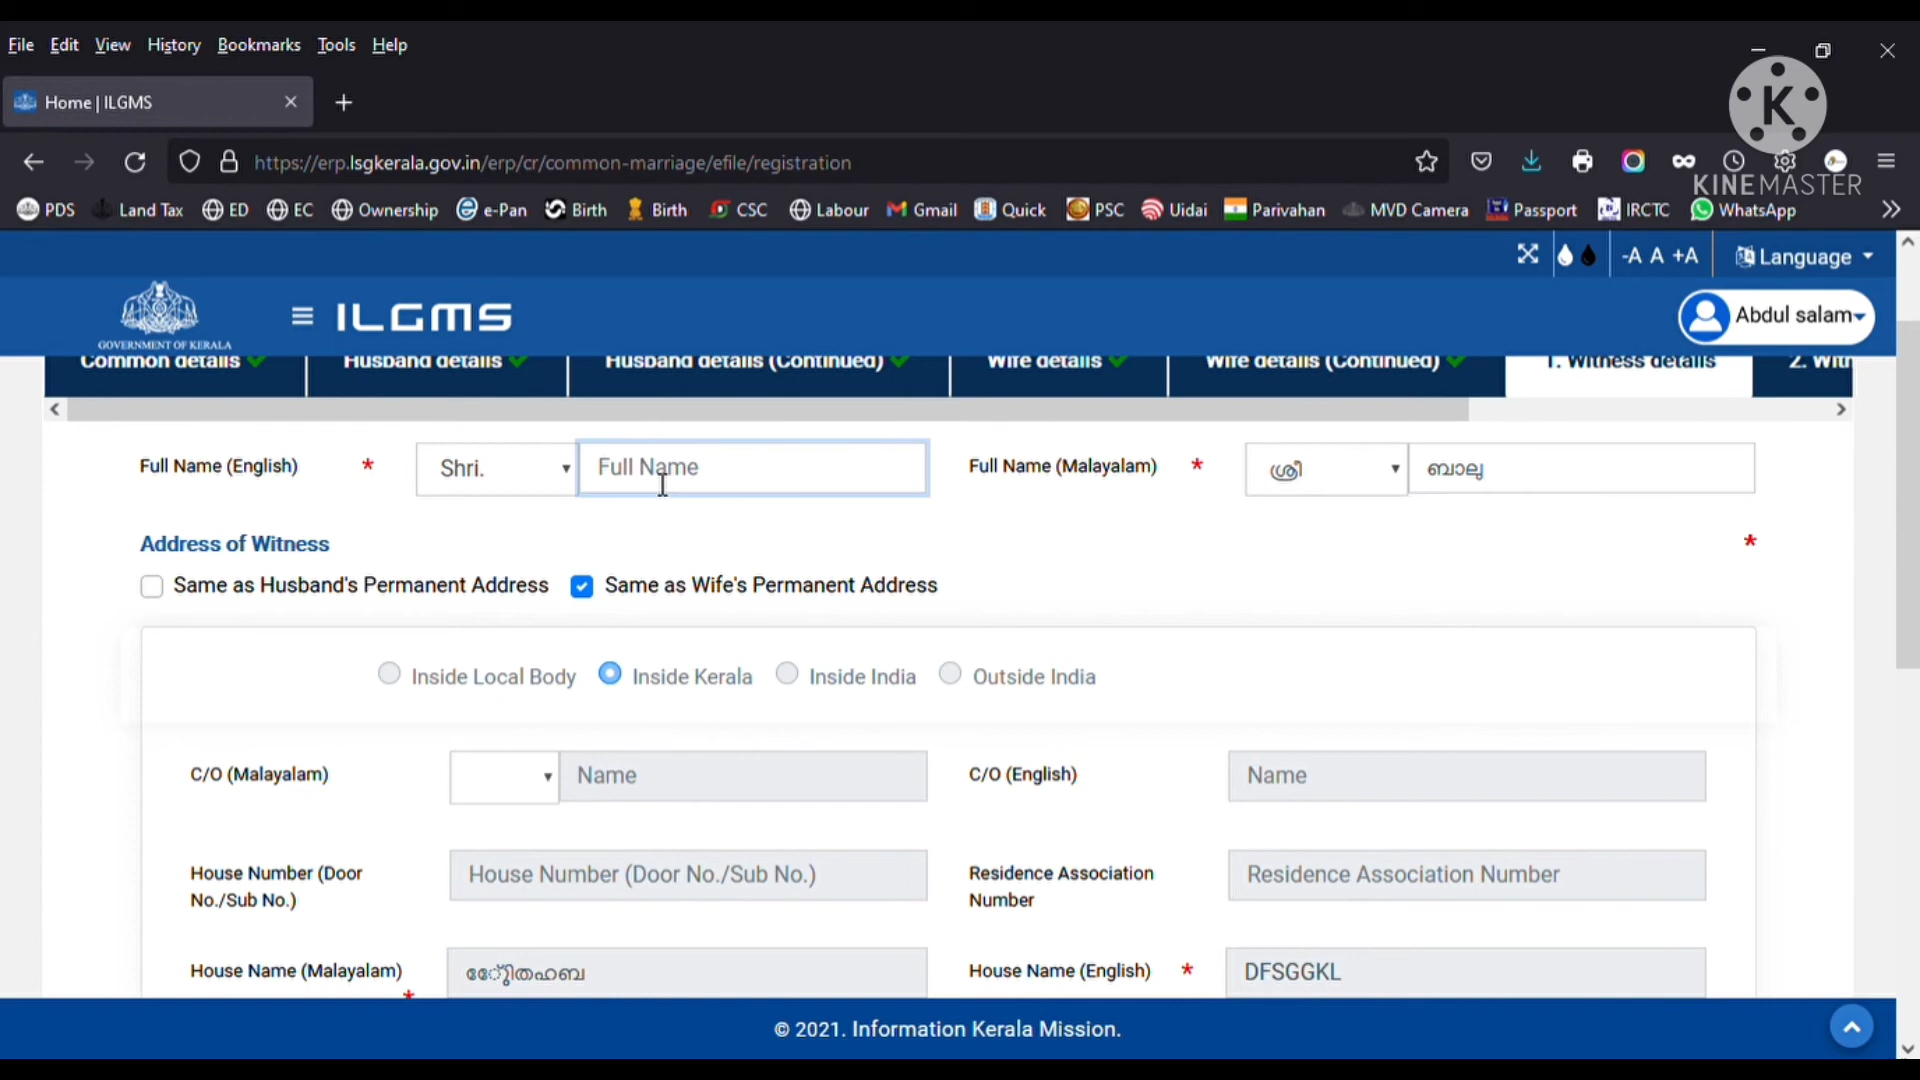 File Edit View History Bookmarks Tools Help
Home | ILGMS
https://erp.lsgkerala.gov.in/erp/cr/common-marriage/efile/registration
KINEMASTER
PDS Land Tax ED EC Ownership e-Pan Birth Birth CSC Labour Gmail Quick PSC Uidai Parivahan MVD Camera Passport IRCTC WhatsApp
-A A +A Language
GOVERNMENT OF KERALA
ILGMS
Abdul salam
Common details Husband details Husband details (Continued) Wife details Wife details (Continued) 1. Witness details 2. Witn
Full Name (English) * Shri. Full Name Full Name (Malayalam) * ശ്രീ ബാലു
Address of Witness *
Same as Husband's Permanent Address Same as Wife's Permanent Address
Inside Local Body Inside Kerala Inside India Outside India
C/O (Malayalam) Name C/O (English) Name
House Number (Door No./Sub No.) House Number (Door No./Sub No.) Residence Association Number Residence Association Number
House Name (Malayalam) * House Name (English) * DFSGGKL
© 2021. Information Kerala Mission.